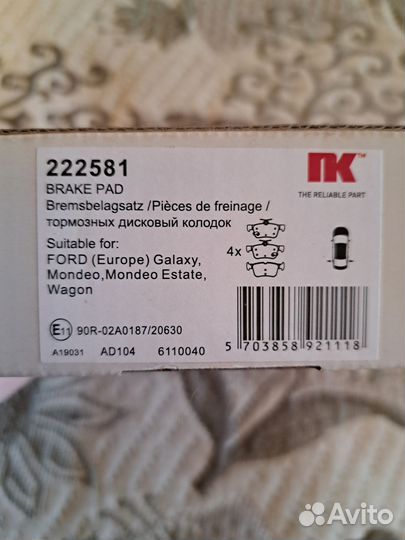 222581
BRAKE PAD
Bremsbelagsatz /Pièces de freinage/
тормозных дисковый колодок
Suitable for:
FORD (Europe) Galaxy,
Mondeo,Mondeo Estate,
Wagon
4x
NK™
THE RELIABLE PART
E11 90R-02A0187/20630
A19031 AD104 6110040
5 703858 921118
Avito